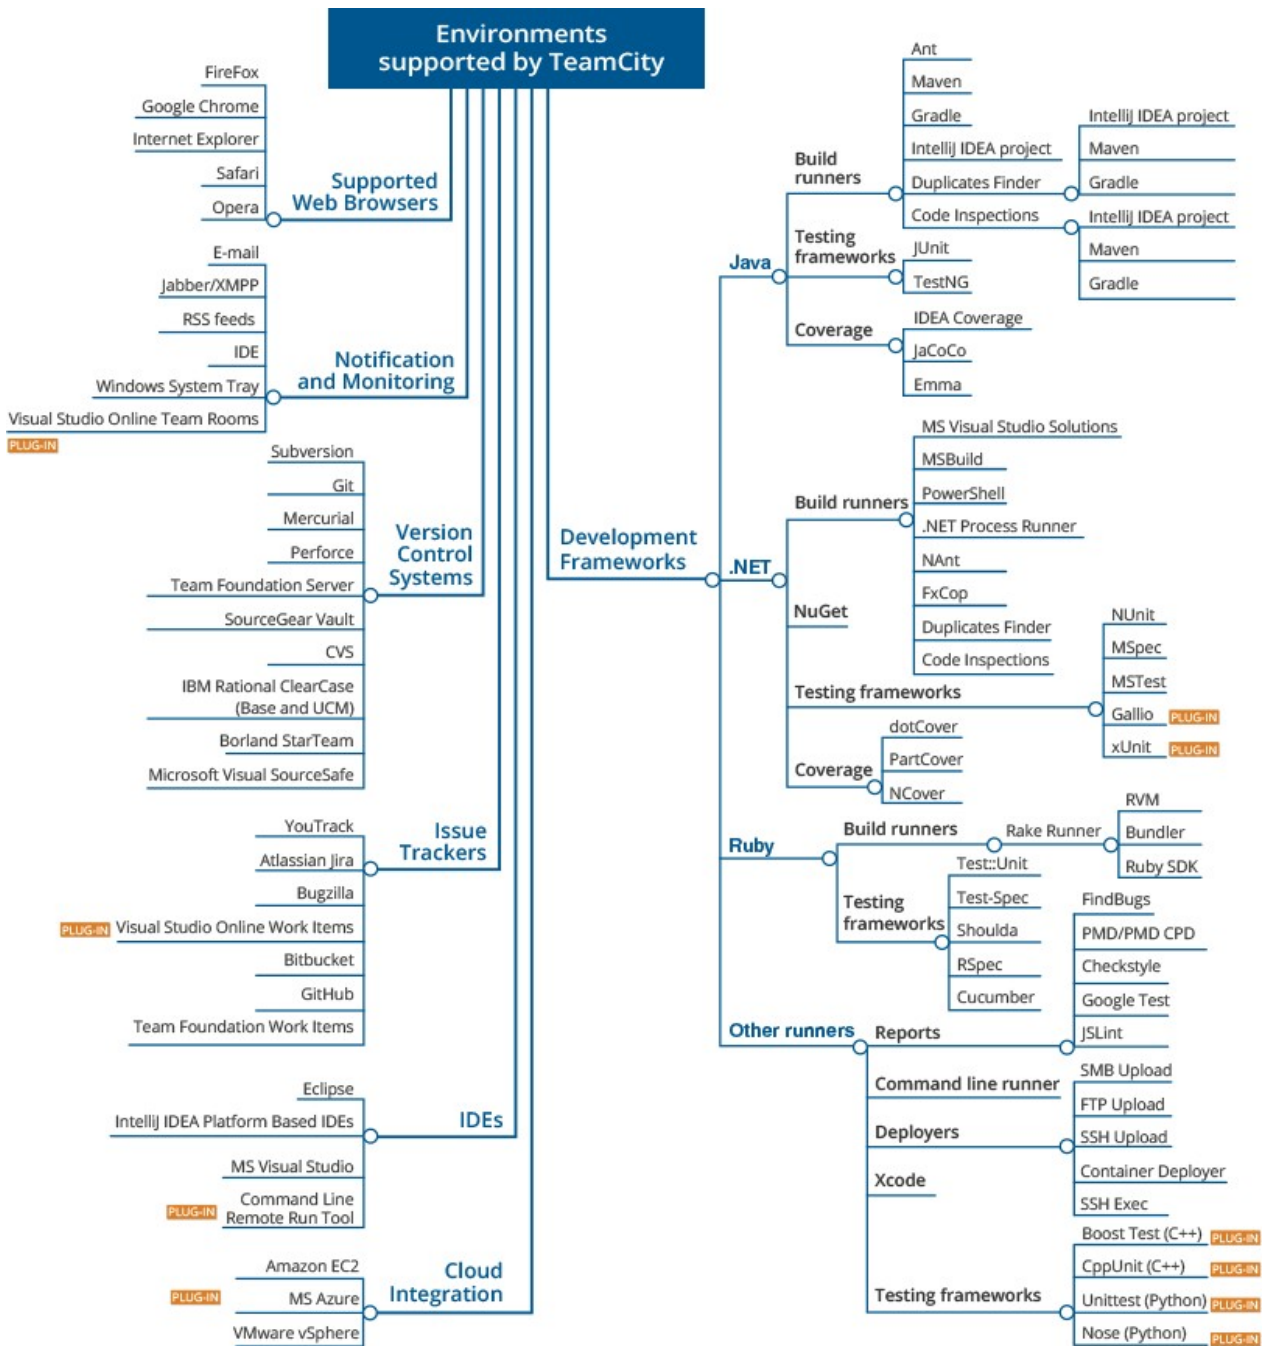 Environments
supported by TeamCity
FireFox
Google Chrome
Internet Explorer
Safari
Opera
Supported
Web Browsers
E-mail
Jabber/XMPP
RSS feeds
IDE
Windows System Tray
Visual Studio Online Team Rooms
PLUG-IN
Notification
and Monitoring
Subversion
Git
Mercurial
Perforce
Team Foundation Server
SourceGear Vault
CVS
IBM Rational ClearCase
(Base and UCM)
Borland StarTeam
Microsoft Visual SourceSafe
Version
Control
Systems
YouTrack
Atlassian Jira
Bugzilla
PLUG-IN Visual Studio Online Work Items
Bitbucket
GitHub
Team Foundation Work Items
Issue
Trackers
Eclipse
IntelliJ IDEA Platform Based IDEs
MS Visual Studio
Command Line
PLUG-IN Remote Run Tool
IDEs
Amazon EC2
PLUG-IN MS Azure
VMware vSphere
Cloud
Integration
Development
Frameworks
Java
Build
runners
Ant
Maven
Gradle
IntelliJ IDEA project
Duplicates Finder
IntelliJ IDEA project
Maven
Gradle
Code Inspections
IntelliJ IDEA project
Maven
Gradle
Testing
frameworks
JUnit
TestNG
Coverage
IDEA Coverage
JaCoCo
Emma
.NET
Build runners
MS Visual Studio Solutions
MSBuild
PowerShell
.NET Process Runner
NAnt
FxCop
Duplicates Finder
Code Inspections
NuGet
Testing frameworks
NUnit
MSpec
MSTest
Gallio PLUG-IN
xUnit PLUG-IN
Coverage
dotCover
PartCover
NCover
Ruby
Build runners
Rake Runner
RVM
Bundler
Ruby SDK
Testing
frameworks
Test::Unit
Test-Spec
Shoulda
RSpec
Cucumber
Other runners
Reports
FindBugs
PMD/PMD CPD
Checkstyle
Google Test
JSLint
Command line runner
Deployers
SMB Upload
FTP Upload
SSH Upload
Container Deployer
SSH Exec
Xcode
Testing frameworks
Boost Test (C++) PLUG-IN
CppUnit (C++) PLUG-IN
Unittest (Python) PLUG-IN
Nose (Python) PLUG-IN